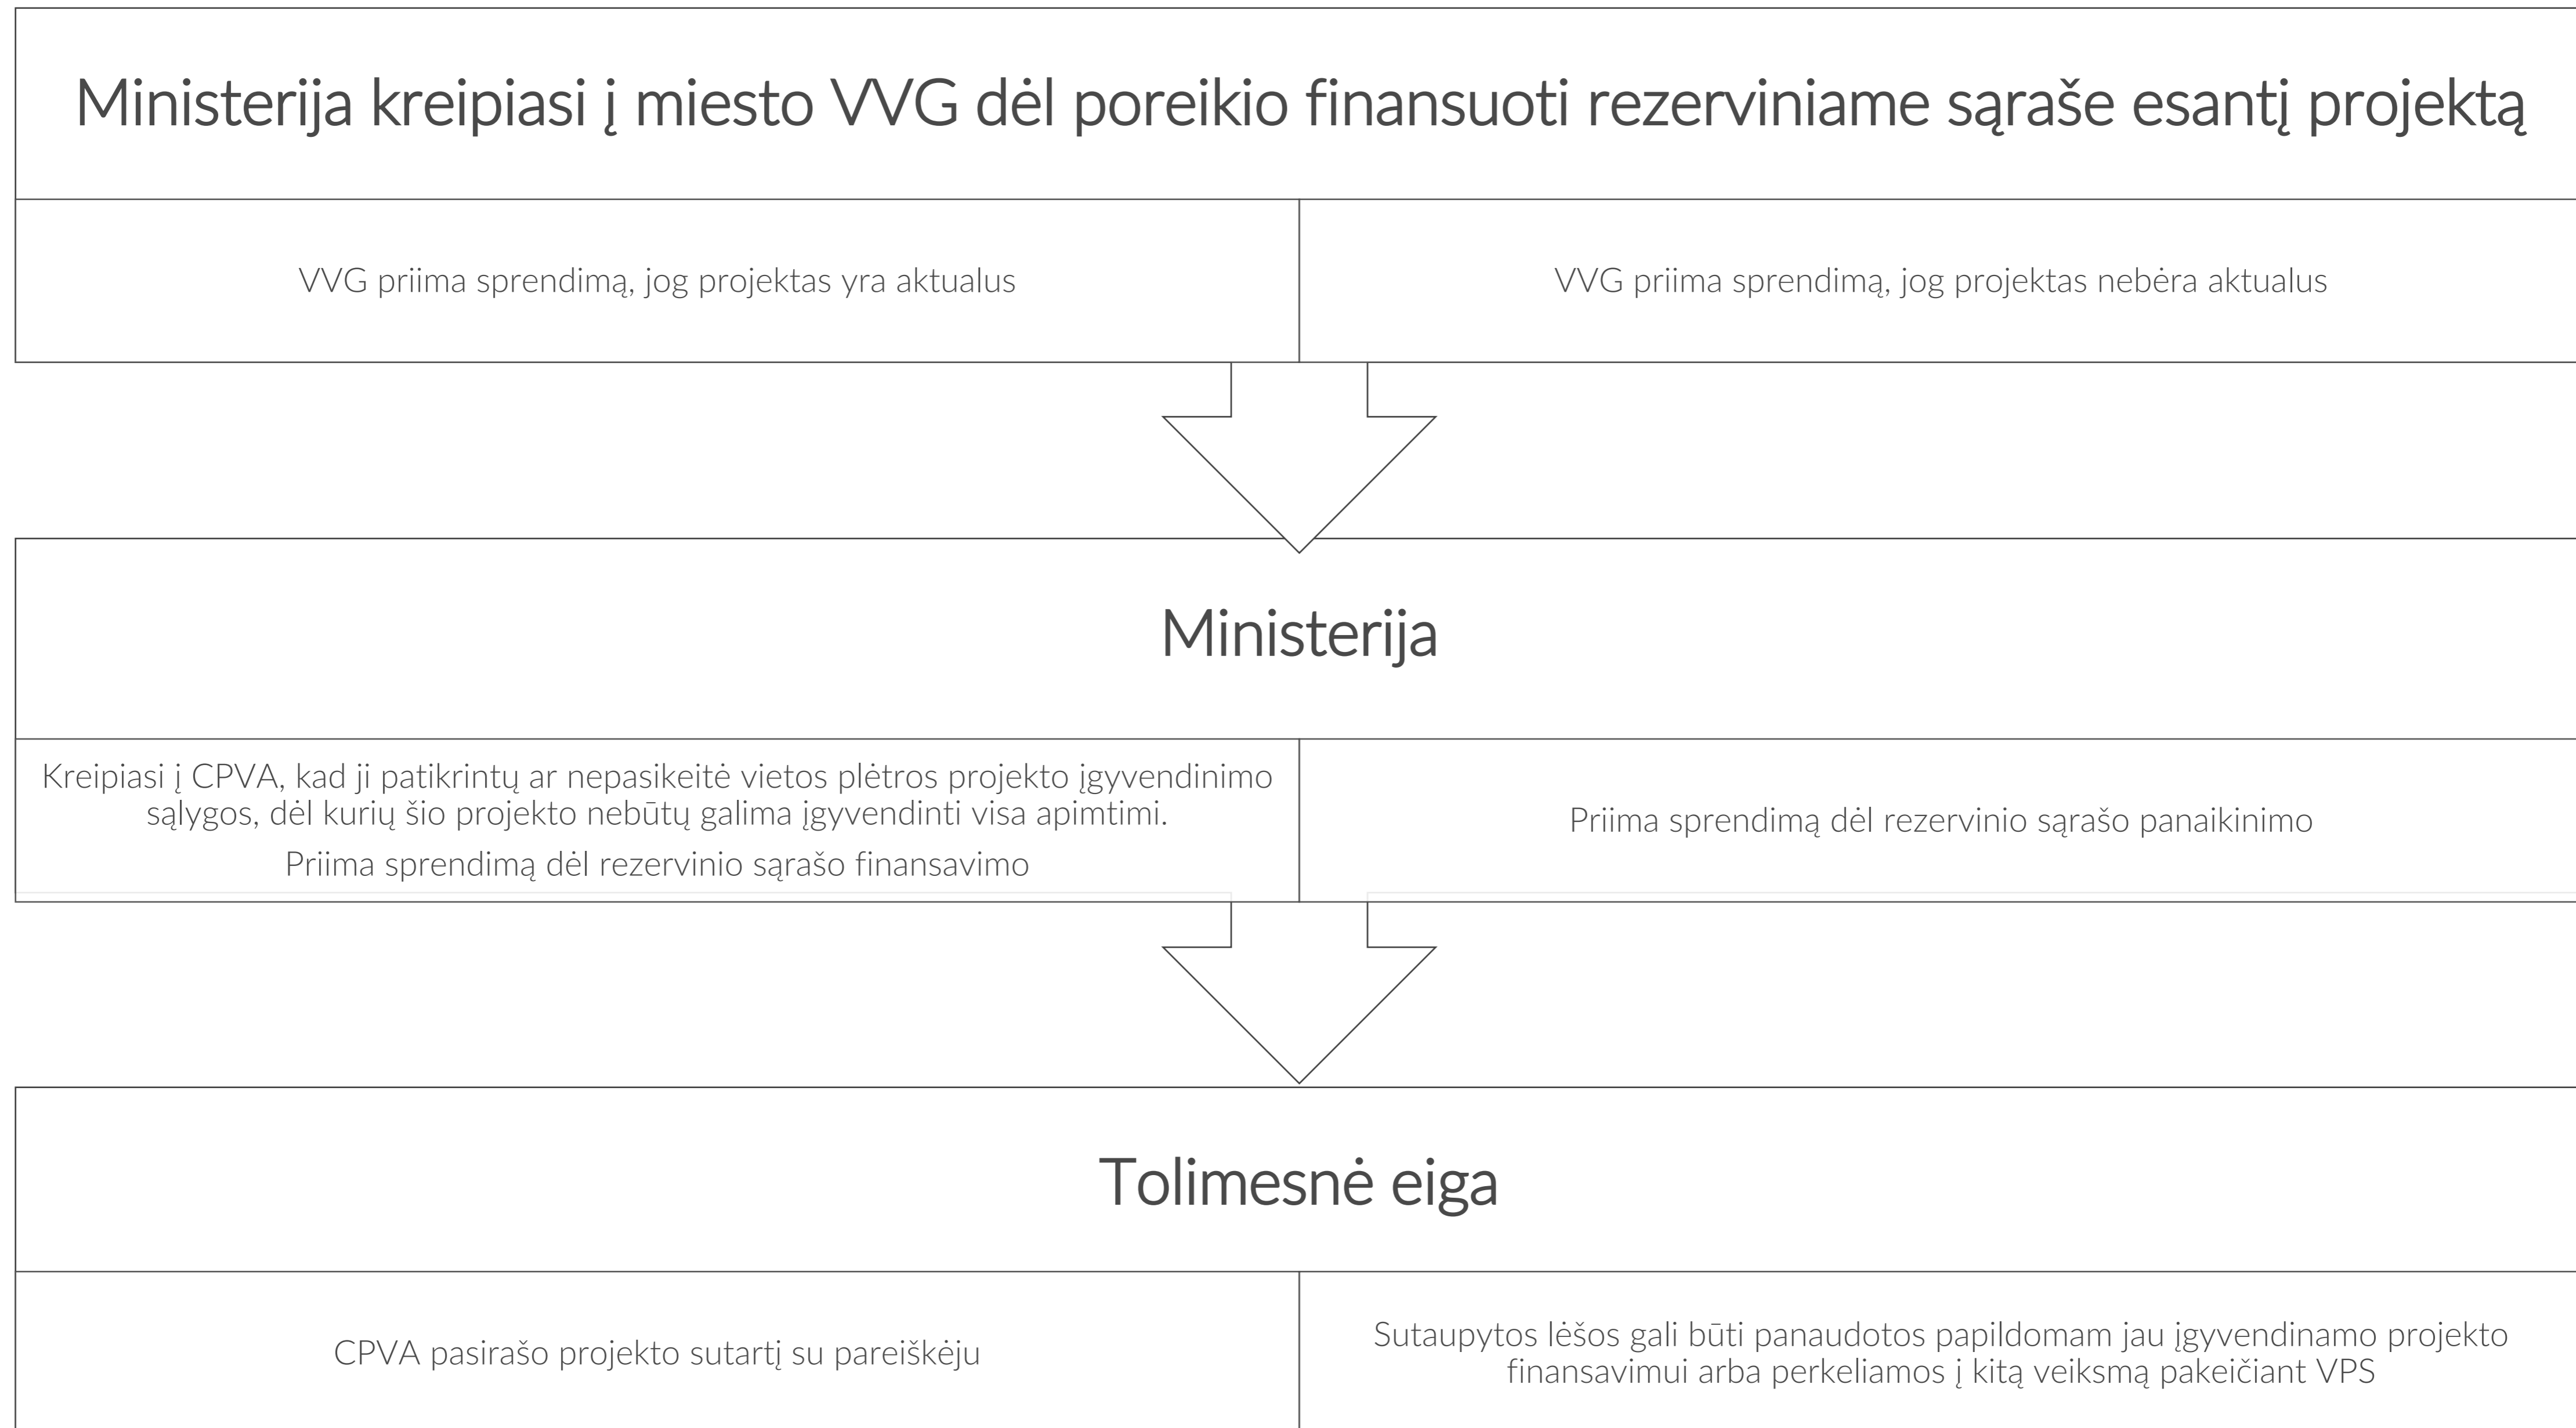 Ministerija kreipiasi į miesto VVG dėl poreikio finansuoti rezerviniame sąraše esantį projektą
VVG priima sprendimą, jog projektas yra aktualus
VVG priima sprendimą, jog projektas nebėra aktualus
Ministerija
Kreipiasi į CPVA, kad ji patikrintų ar nepasikeitė vietos plėtros projekto įgyvendinimo
sąlygos, dėl kurių šio projekto nebūtų galima įgyvendinti visa apimtimi.
Priima sprendimą dėl rezervinio sąrašo finansavimo
Priima sprendimą dėl rezervinio sąrašo panaikinimo
Tolimesnė eiga
CPVA pasirašo projekto sutartį su pareiškėju
Sutaupytos lėšos gali būti panaudotos papildomam jau įgyvendinamo projekto
finansavimui arba perkeliamos į kitą veiksmą pakeičiant VPS